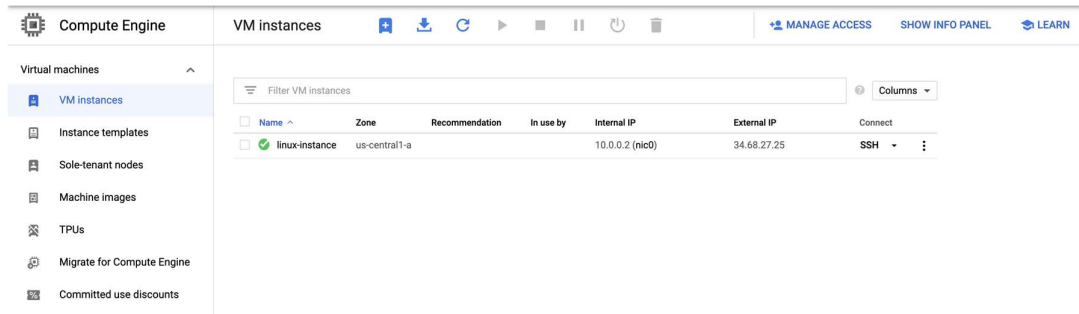 Compute Engine
VM instances
MANAGE ACCESS
SHOW INFO PANEL
LEARN
Virtual machines
VM instances
Instance templates
Sole-tenant nodes
Machine images
TPUs
Migrate for Compute Engine
Committed use discounts
Filter VM instances
Columns
Name Zone Recommendation In use by Internal IP External IP Connect
linux-instance us-central1-a 10.0.0.2 (nic0) 34.68.27.25 SSH